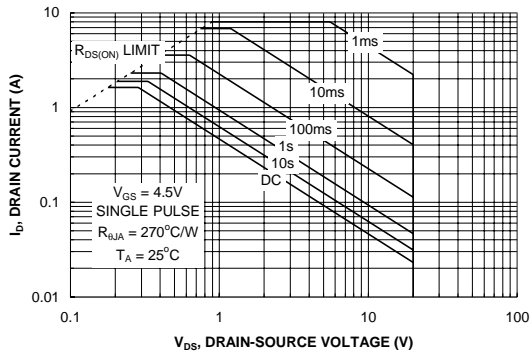 10
1
0.1
0.01
I_D, DRAIN CURRENT (A)
R_DS(ON) LIMIT
1ms
10ms
100ms
1s
10s
DC
V_GS = 4.5V
SINGLE PULSE
R_θJA = 270°C/W
T_A = 25°C
0.1
1
10
100
V_DS, DRAIN-SOURCE VOLTAGE (V)